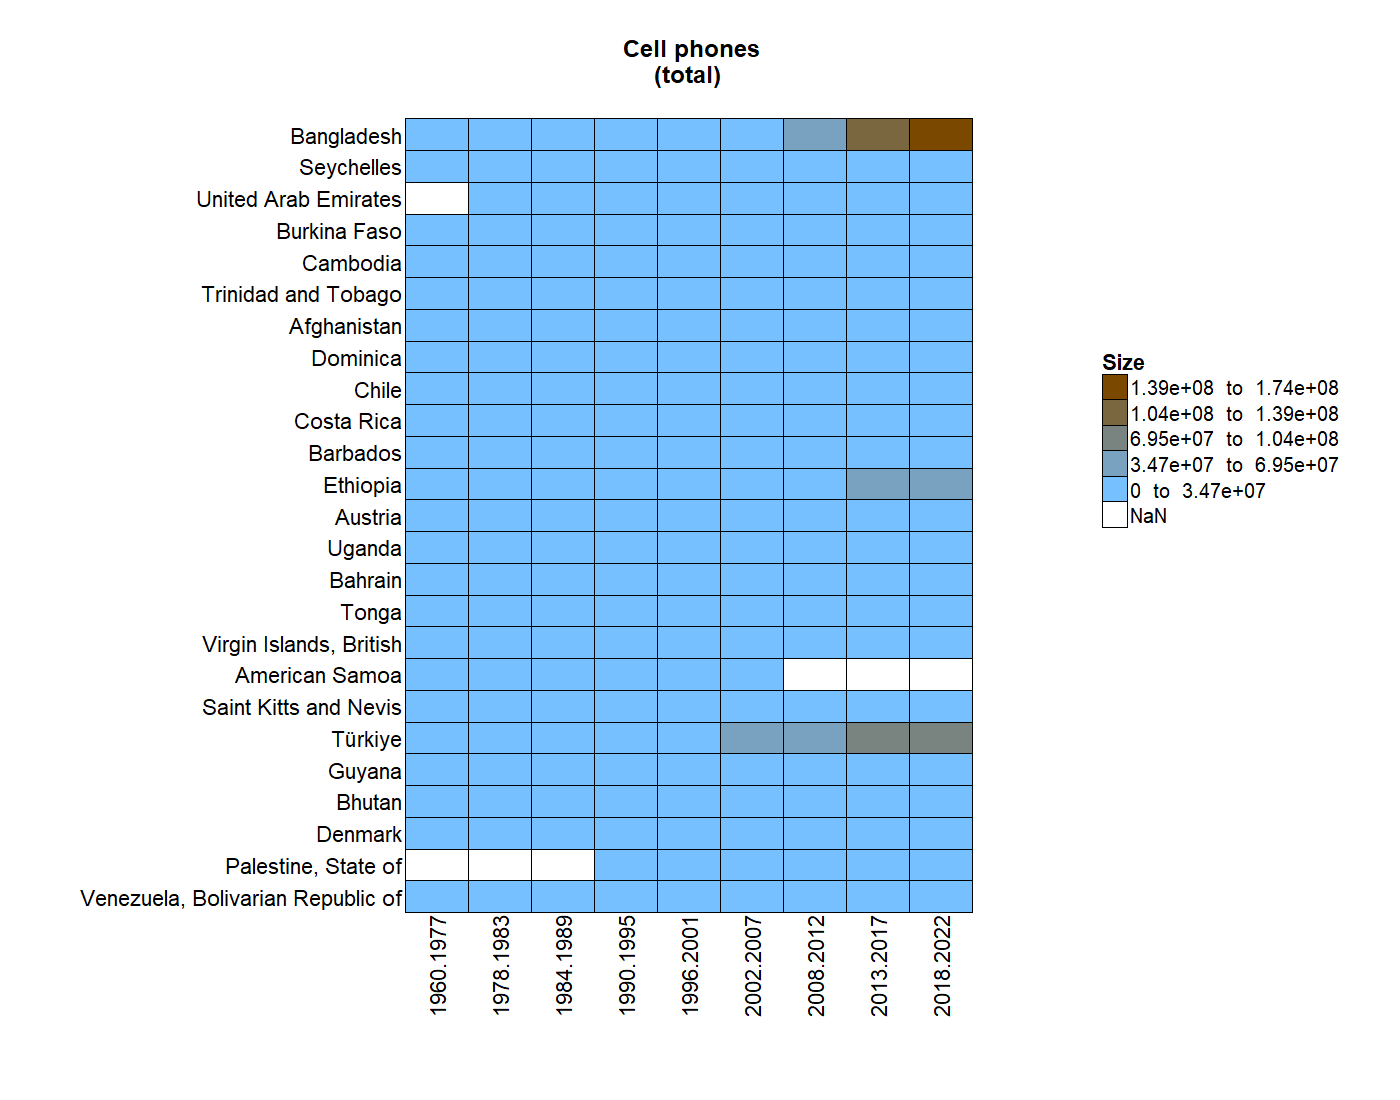 Cell phones
(total)
Bangladesh
Seychelles
United Arab Emirates
Burkina Faso
Cambodia
Trinidad and Tobago
Afghanistan
Dominica
Chile
Costa Rica
Barbados
Ethiopia
Austria
Uganda
Bahrain
Tonga
Virgin Islands, British
American Samoa
Saint Kitts and Nevis
Türkiye
Guyana
Bhutan
Denmark
Palestine, State of
Venezuela, Bolivarian Republic of
1960.1977
1978.1983
1984.1989
1990.1995
1996.2001
2002.2007
2008.2012
2013.2017
2018.2022
Size
1.39e+08 to 1.74e+08
1.04e+08 to 1.39e+08
6.95e+07 to 1.04e+08
3.47e+07 to 6.95e+07
0 to 3.47e+07
NaN